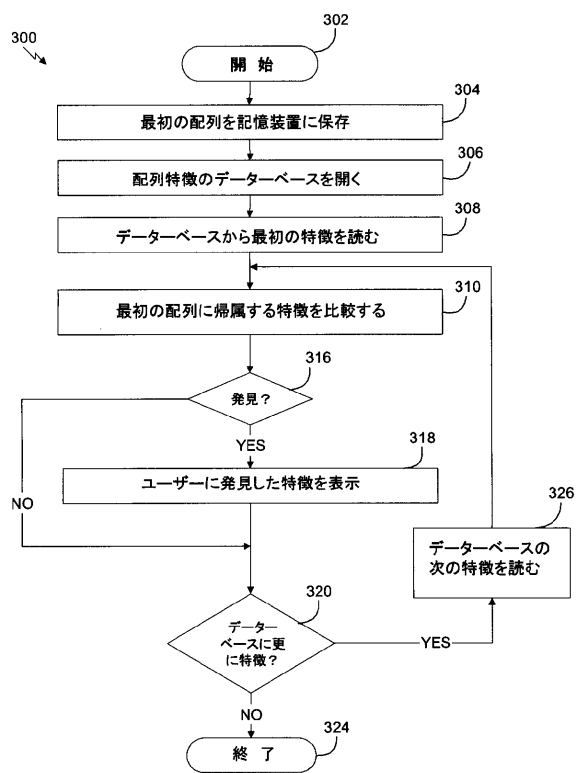 300
302
開 始
304
最初の配列を記憶装置に保存
306
配列特徴のデーターベースを開く
308
データーベースから最初の特徴を読む
310
最初の配列に帰属する特徴を比較する
316
発見?
YES
NO
318
ユーザーに発見した特徴を表示
326
データーベースの
次の特徴を読む
320
データー
ベースに更
に特徴?
YES
NO
324
終 了